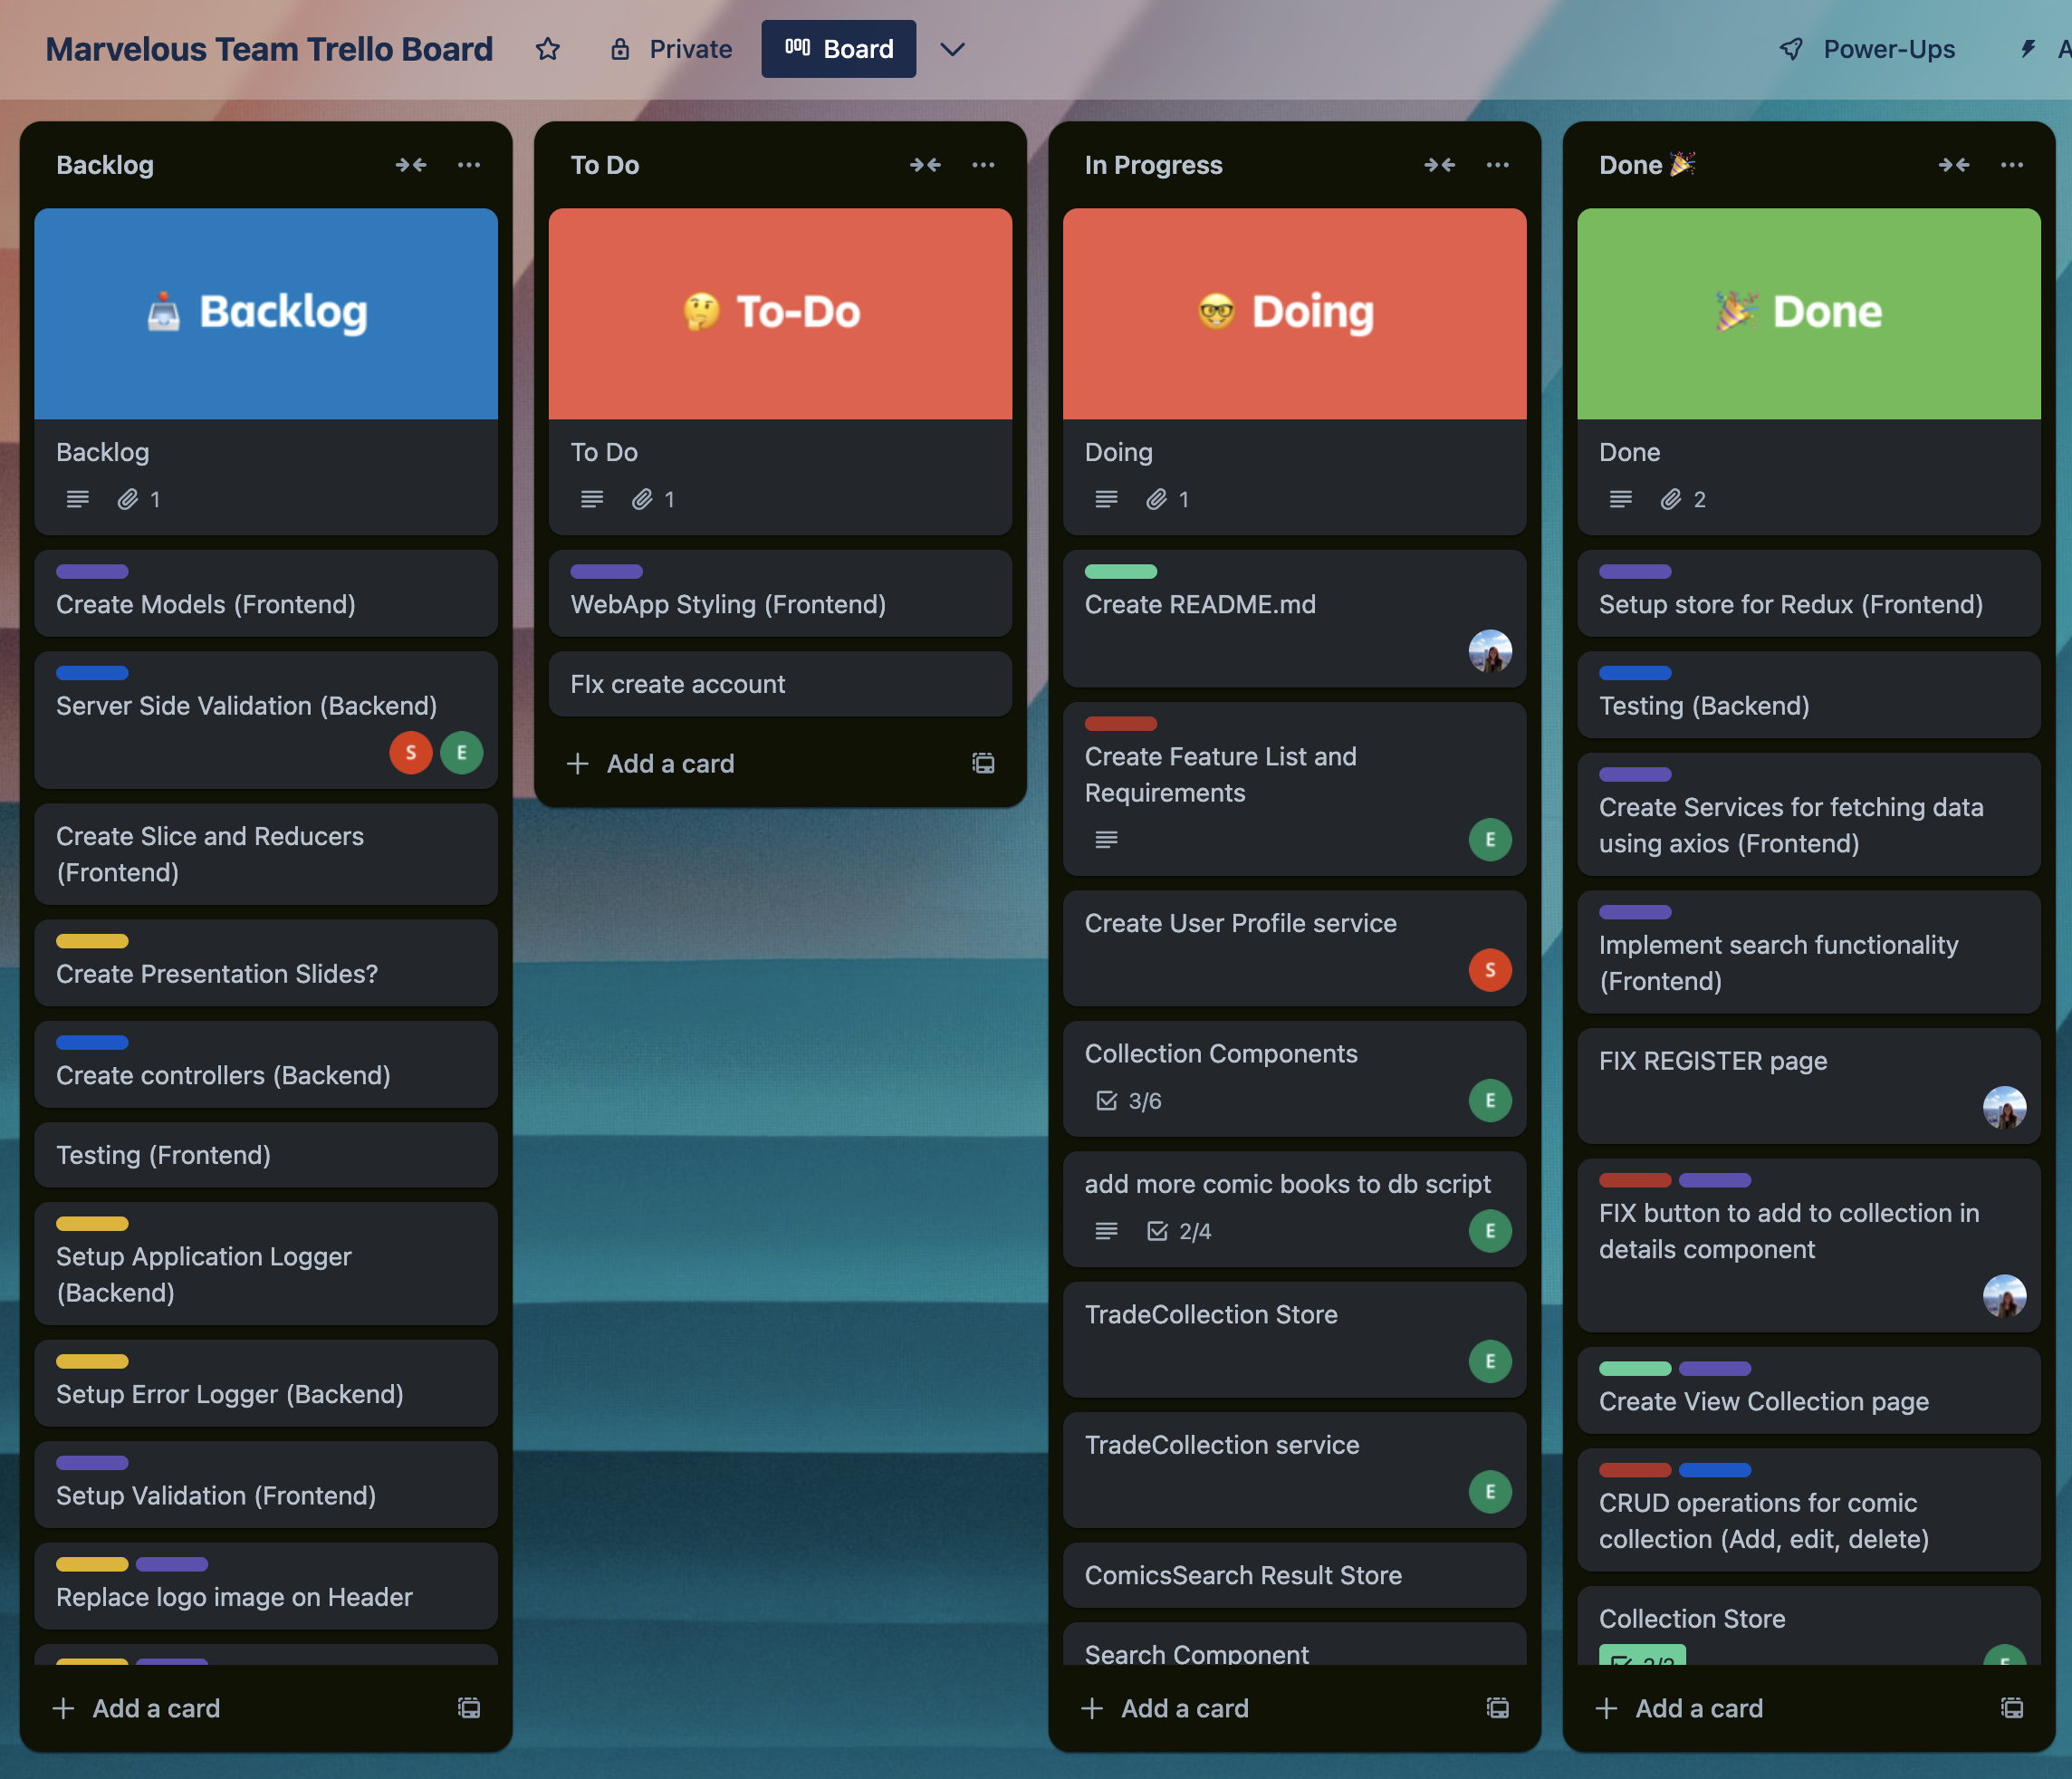 Marvelous Team Trello Board
Private
Board
Power-Ups
A
Backlog
Backlog
Backlog
1
Create Models (Frontend)
Server Side Validation (Backend)
S
E
Create Slice and Reducers
(Frontend)
Create Presentation Slides?
Create controllers (Backend)
Testing (Frontend)
Setup Application Logger
(Backend)
Setup Error Logger (Backend)
Setup Validation (Frontend)
Replace logo image on Header
Add a card
To Do
To-Do
To Do
1
WebApp Styling (Frontend)
FIx create account
Add a card
In Progress
Doing
Doing
1
Create README.md
Create Feature List and
Requirements
E
Create User Profile service
S
Collection Components
3/6
E
add more comic books to db script
2/4
E
TradeCollection Store
E
TradeCollection service
E
ComicsSearch Result Store
Search Component
Add a card
Done
Done
Done
2
Setup store for Redux (Frontend)
Testing (Backend)
Create Services for fetching data
using axios (Frontend)
Implement search functionality
(Frontend)
FIX REGISTER page
FIX button to add to collection in
details component
Create View Collection page
CRUD operations for comic
collection (Add, edit, delete)
Collection Store
E
Add a card